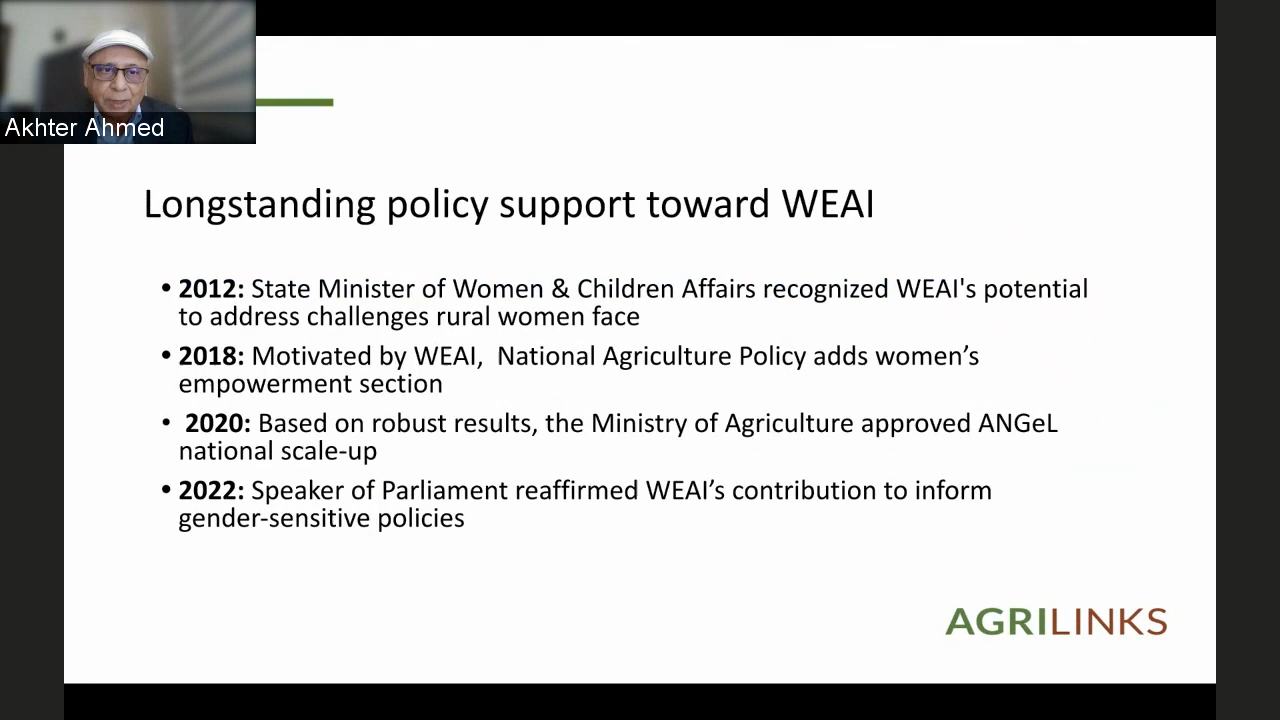 Akhter Ahmed
Longstanding policy support toward WEAI
• 2012: State Minister of Women & Children Affairs recognized WEAI's potential
to address challenges rural women face
• 2018: Motivated by WEAI,  National Agriculture Policy adds women’s
empowerment section
• 2020: Based on robust results, the Ministry of Agriculture approved ANGeL
national scale-up
• 2022: Speaker of Parliament reaffirmed WEAI’s contribution to inform
gender-sensitive policies
AGRILINKS